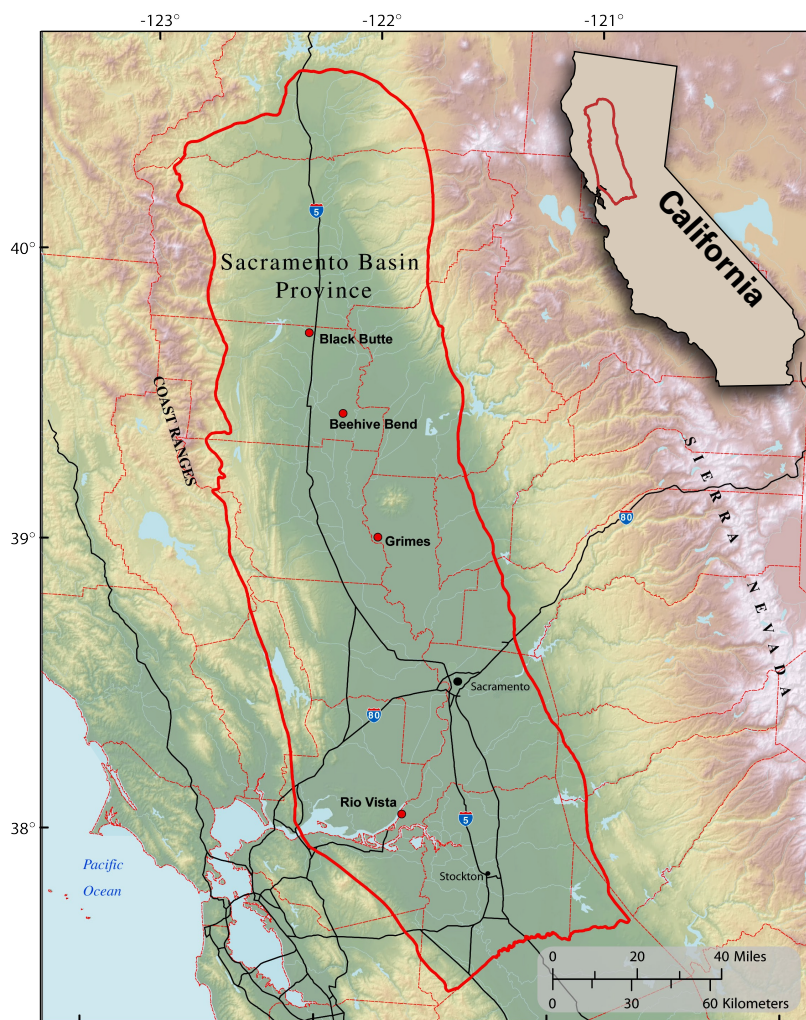 -123°
-122°
-121°
California
40°
5
Sacramento Basin
Province
Black Butte
COAST RANGES
Beehive Bend
SIERRA NEVADA
80
39°
Grimes
Sacramento
80
Rio Vista
5
38°
Pacific
Ocean
Stockton
0 20 40 Miles
0 30 60 Kilometers